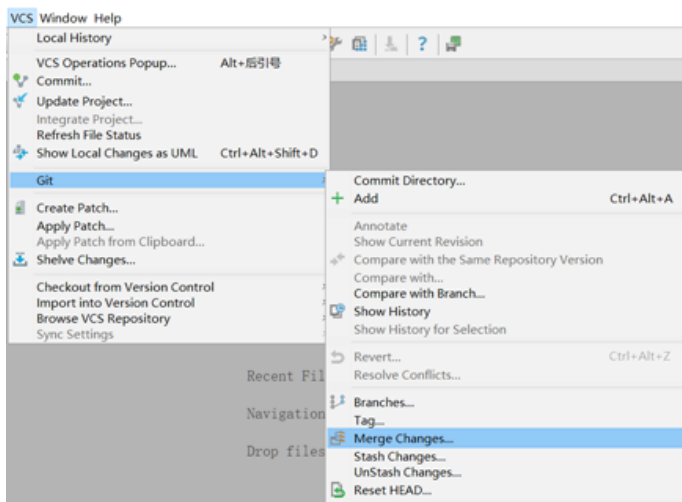 VCS Window Help
Local History
VCS Operations Popup... Alt+后引号
Commit...
Update Project...
Integrate Project...
Refresh File Status
Show Local Changes as UML Ctrl+Alt+Shift+D
Git
Create Patch...
Apply Patch...
Apply Patch from Clipboard...
Shelve Changes...
Checkout from Version Control
Import into Version Control
Browse VCS Repository
Sync Settings
Commit Directory...
Add Ctrl+Alt+A
Annotate
Show Current Revision
Compare with the Same Repository Version
Compare with...
Compare with Branch...
Show History
Show History for Selection
Revert... Ctrl+Alt+Z
Resolve Conflicts...
Branches...
Tag...
Merge Changes...
Stash Changes...
UnStash Changes...
Reset HEAD...
Recent Fil
Navigation
Drop files